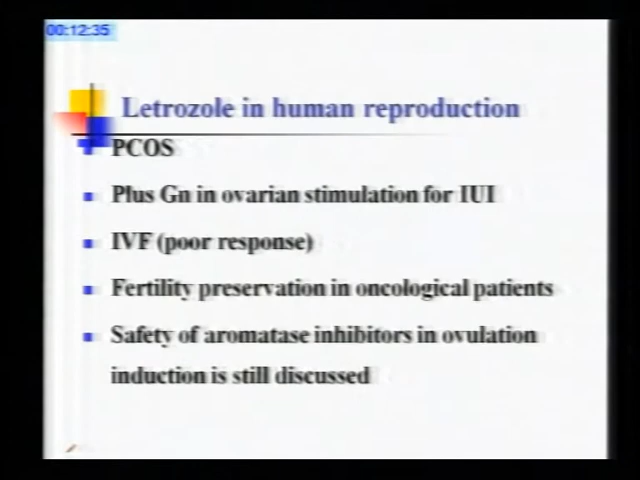 00:12:35
Letrozole in human reproduction
PCOS
Plus Gn in ovarian stimulation for IUI
IVF (poor response)
Fertility preservation in oncological patients
Safety of aromatase inhibitors in ovulation
induction is still discussed